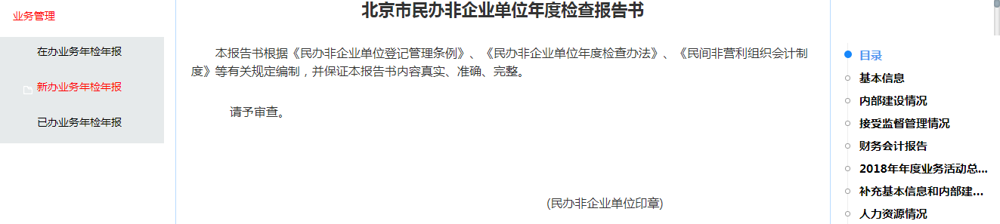 业务管理
在办业务年检年报
新办业务年检年报
已办业务年检年报
北京市民办非企业单位年度检查报告书
本报告书根据《民办非企业单位登记管理条例》、《民办非企业单位年度检查办法》、《民间非营利组织会计制
度》等有关规定编制，并保证本报告书内容真实、准确、完整。
请予审查。
(民办非企业单位印章)
目录
基本信息
内部建设情况
接受监督管理情况
财务会计报告
2018年年度业务活动总...
补充基本信息和内部建...
人力资源情况